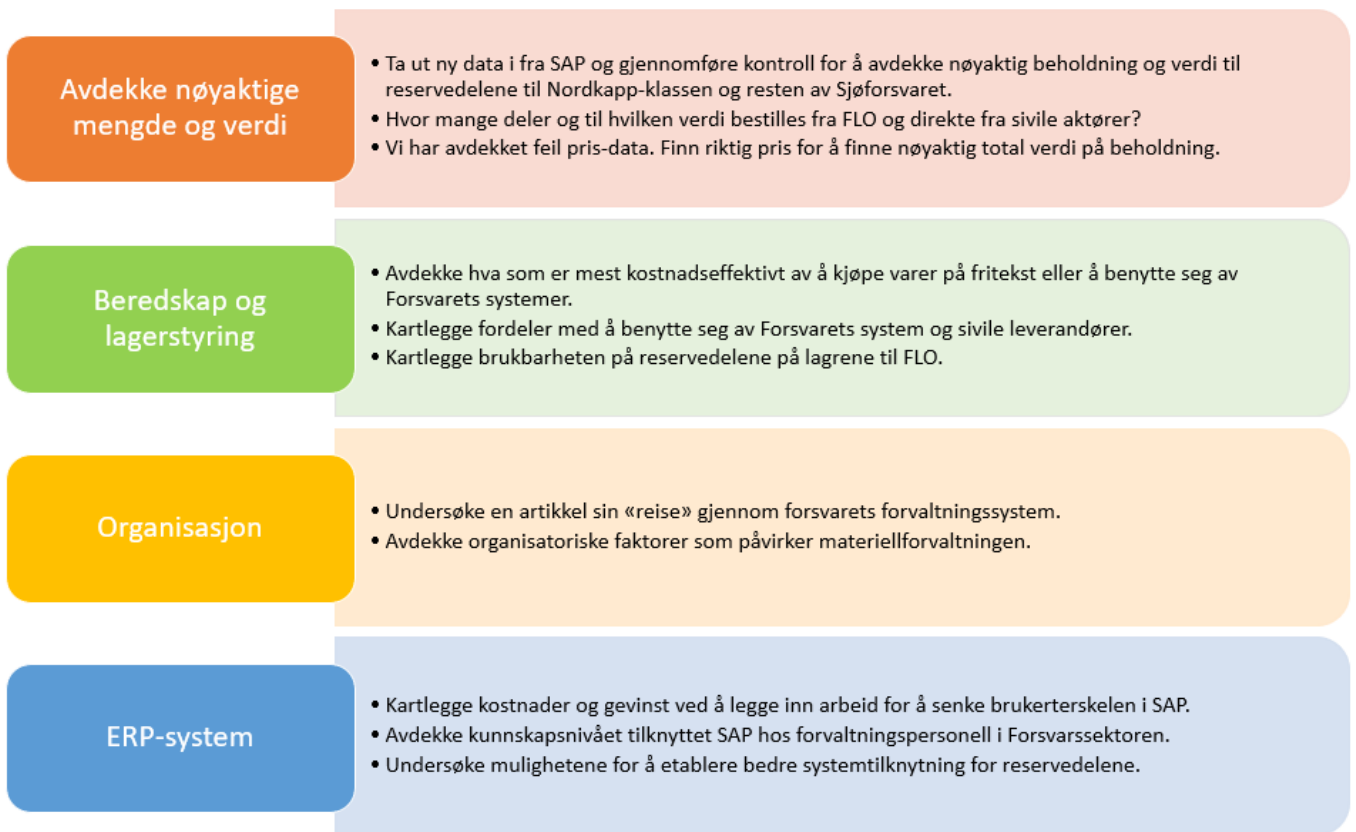 Avdekke nøyaktige
mengde og verdi
• Ta ut ny data i fra SAP og gjennomføre kontroll for å avdekke nøyaktig beholdning og verdi til
reservedelene til Nordkapp-klassen og resten av Sjøforsvaret.
• Hvor mange deler og til hvilken verdi bestilles fra FLO og direkte fra sivile aktører?
• Vi har avdekket feil pris-data. Finn riktig pris for å finne nøyaktig total verdi på beholdning.
Beredskap og
lagerstyring
• Avdekke hva som er mest kostnadseffektivt av å kjøpe varer på fritekst eller å benytte seg av
Forsvarets systemer.
• Kartlegge fordeler med å benytte seg av Forsvarets system og sivile leverandører.
• Kartlegge brukbarheten på reservedelene på lagrene til FLO.
Organisasjon
• Undersøke en artikkel sin «reise» gjennom forsvarets forvaltningssystem.
• Avdekke organisatoriske faktorer som påvirker materiellforvaltningen.
ERP-system
• Kartlegge kostnader og gevinst ved å legge inn arbeid for å senke brukerterskelen i SAP.
• Avdekke kunnskapsnivået tilknyttet SAP hos forvaltningspersonell i Forsvarssektoren.
• Undersøke mulighetene for å etablere bedre systemtilknytning for reservedelene.